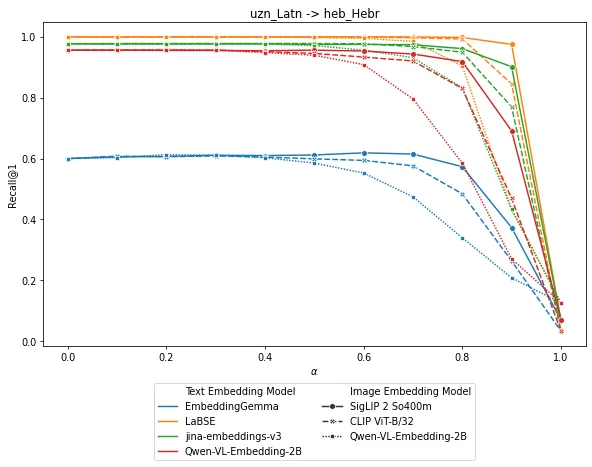 uzn_Latn -> heb_Hebr
Recall@1
1.0
0.8
0.6
0.4
0.2
0.0
0.0 0.2 0.4 0.6 0.8 1.0
α
Text Embedding Model Image Embedding Model
EmbeddingGemma SigLIP 2 So400m
LaBSE CLIP ViT-B/32
jina-embeddings-v3 Qwen-VL-Embedding-2B
Qwen-VL-Embedding-2B